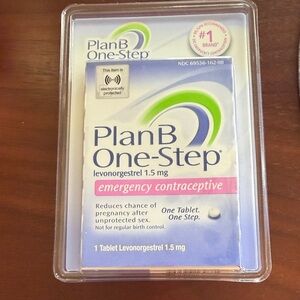 PlanB
One-Step®
#1
BRAND
This item is
electronically
protected
NDC 69536-162-88
PlanB
One-Step®
levonorgestrel 1.5 mg
emergency contraceptive
Reduces chance of
pregnancy after
unprotected sex.
Not for regular birth control.
One Tablet.
One Step.
1 Tablet Levonorgestrel 1.5 mg